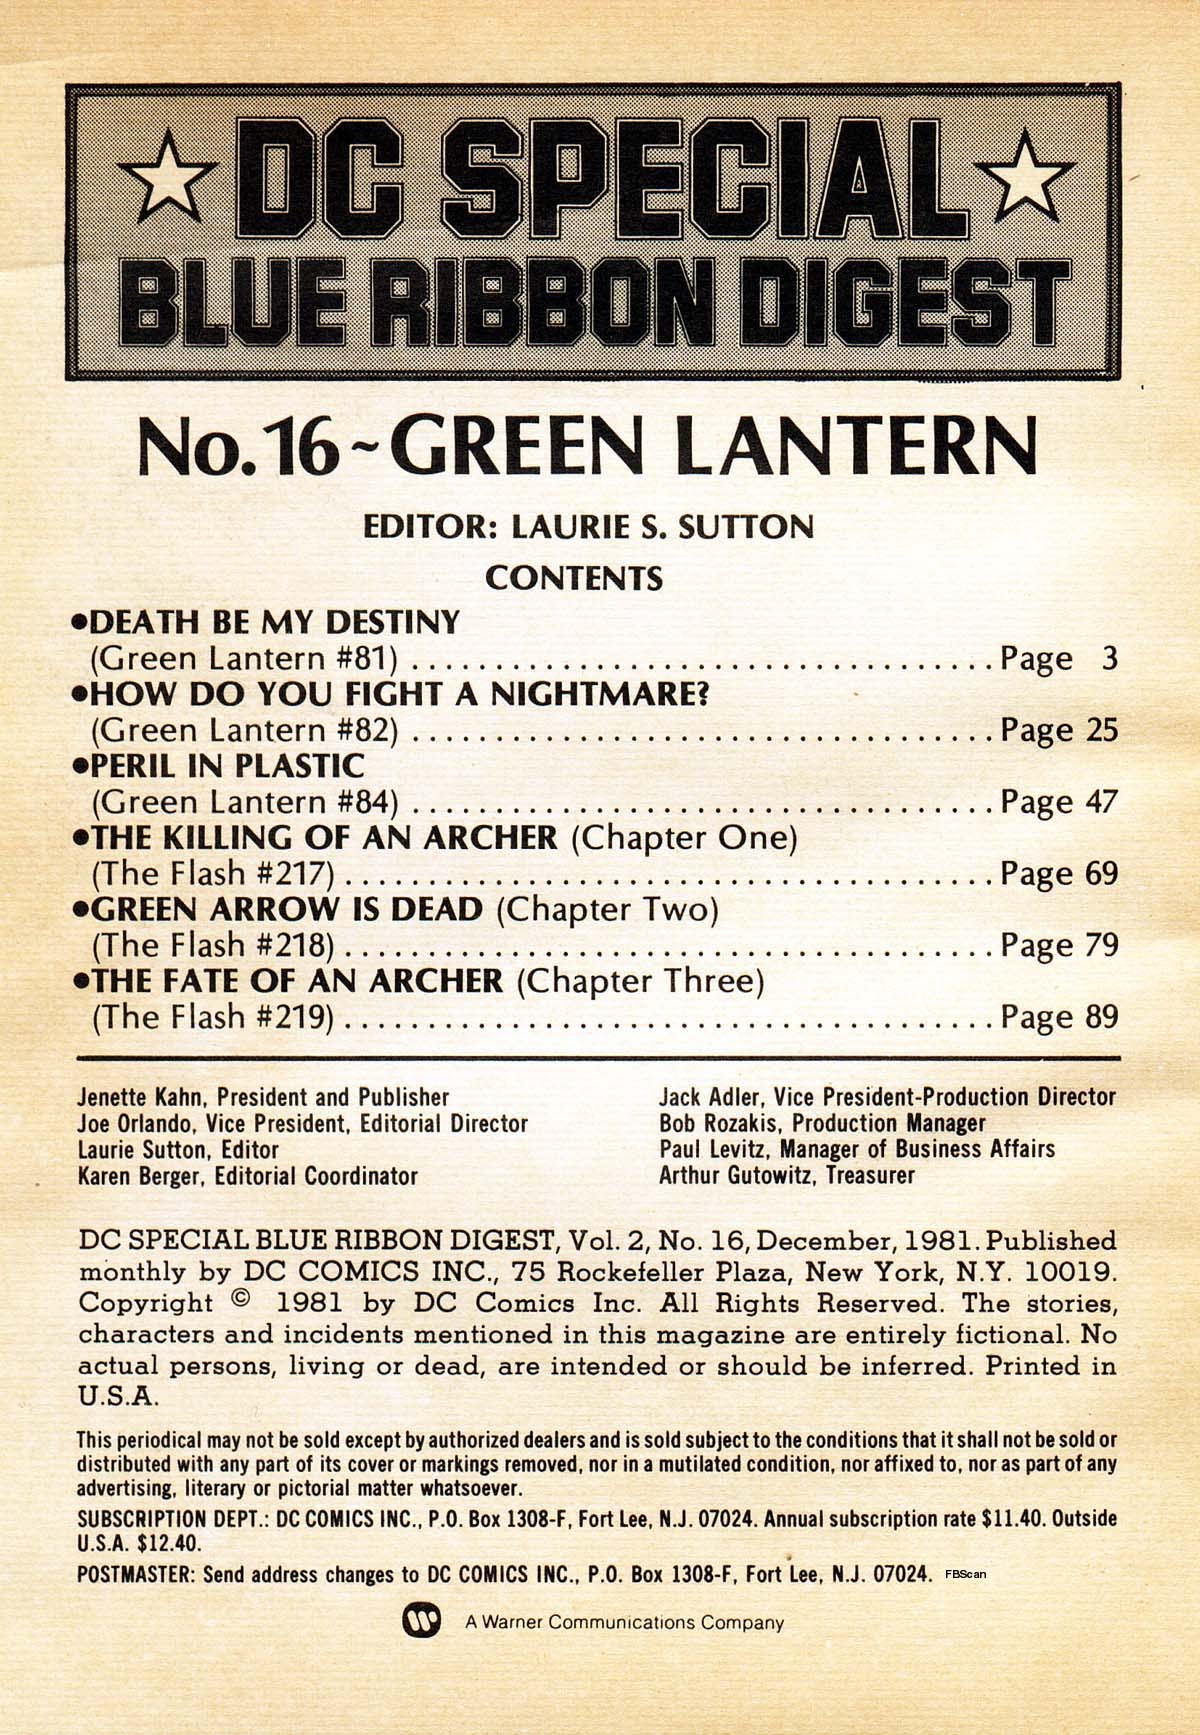 DC SPECIAL
BLUE RIBBON DIGEST
No. 16 ~ GREEN LANTERN
EDITOR: LAURIE S. SUTTON
CONTENTS
●DEATH BE MY DESTINY
(Green Lantern #81) . . . . . . . . . . . . . . . . . . . . . . . . . . . . . . . . . . . Page 3
●HOW DO YOU FIGHT A NIGHTMARE?
(Green Lantern #82) . . . . . . . . . . . . . . . . . . . . . . . . . . . . . . . . . . . Page 25
●PERIL IN PLASTIC
(Green Lantern #84) . . . . . . . . . . . . . . . . . . . . . . . . . . . . . . . . . . . Page 47
●THE KILLING OF AN ARCHER (Chapter One)
(The Flash #217) . . . . . . . . . . . . . . . . . . . . . . . . . . . . . . . . . . . . . . . Page 69
●GREEN ARROW IS DEAD (Chapter Two)
(The Flash #218) . . . . . . . . . . . . . . . . . . . . . . . . . . . . . . . . . . . . . . . Page 79
●THE FATE OF AN ARCHER (Chapter Three)
(The Flash #219) . . . . . . . . . . . . . . . . . . . . . . . . . . . . . . . . . . . . . . . Page 89
Jenette Kahn, President and Publisher
Joe Orlando, Vice President, Editorial Director
Laurie Sutton, Editor
Karen Berger, Editorial Coordinator
Jack Adler, Vice President-Production Director
Bob Rozakis, Production Manager
Paul Levitz, Manager of Business Affairs
Arthur Gutowitz, Treasurer
DC SPECIAL BLUE RIBBON DIGEST, Vol. 2, No. 16, December, 1981. Published
monthly by DC COMICS INC., 75 Rockefeller Plaza, New York, N.Y. 10019.
Copyright © 1981 by DC Comics Inc. All Rights Reserved. The stories,
characters and incidents mentioned in this magazine are entirely fictional. No
actual persons, living or dead, are intended or should be inferred. Printed in
U.S.A.
This periodical may not be sold except by authorized dealers and is sold subject to the conditions that it shall not be sold or
distributed with any part of its cover or markings removed, nor in a mutilated condition, nor affixed to, nor as part of any
advertising, literary or pictorial matter whatsoever.
SUBSCRIPTION DEPT.: DC COMICS INC., P.O. Box 1308-F, Fort Lee, N.J. 07024. Annual subscription rate $11.40. Outside
U.S.A. $12.40.
POSTMASTER: Send address changes to DC COMICS INC., P.O. Box 1308-F, Fort Lee, N.J. 07024. FBScan
A Warner Communications Company